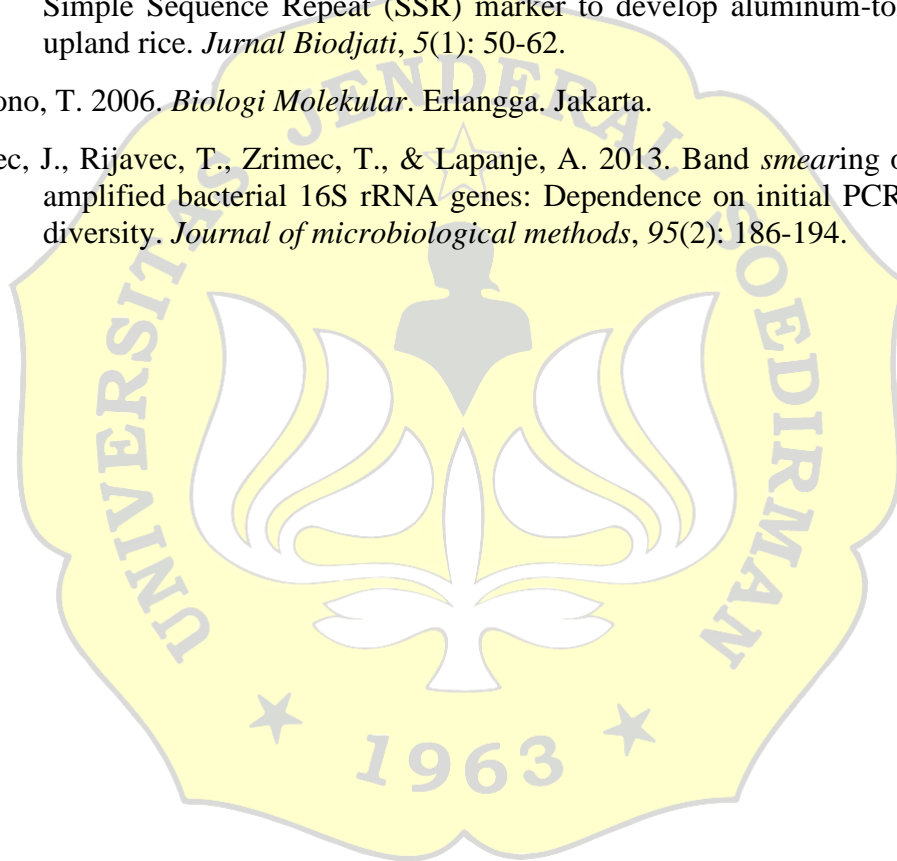 Simple Sequence Repeat (SSR) marker to develop aluminum-to
upland rice. Jurnal Biodjati, 5(1): 50-62.
ono, T. 2006. Biologi Molekular. Erlangga. Jakarta.
ec, J., Rijavec, T., Zrimec, T., & Lapanje, A. 2013. Band smearing o
amplified bacterial 16S rRNA genes: Dependence on initial PCR
diversity. Journal of microbiological methods, 95(2): 186-194.
UNIVERSITAS JENDERAL SOEDIRMAN
1963